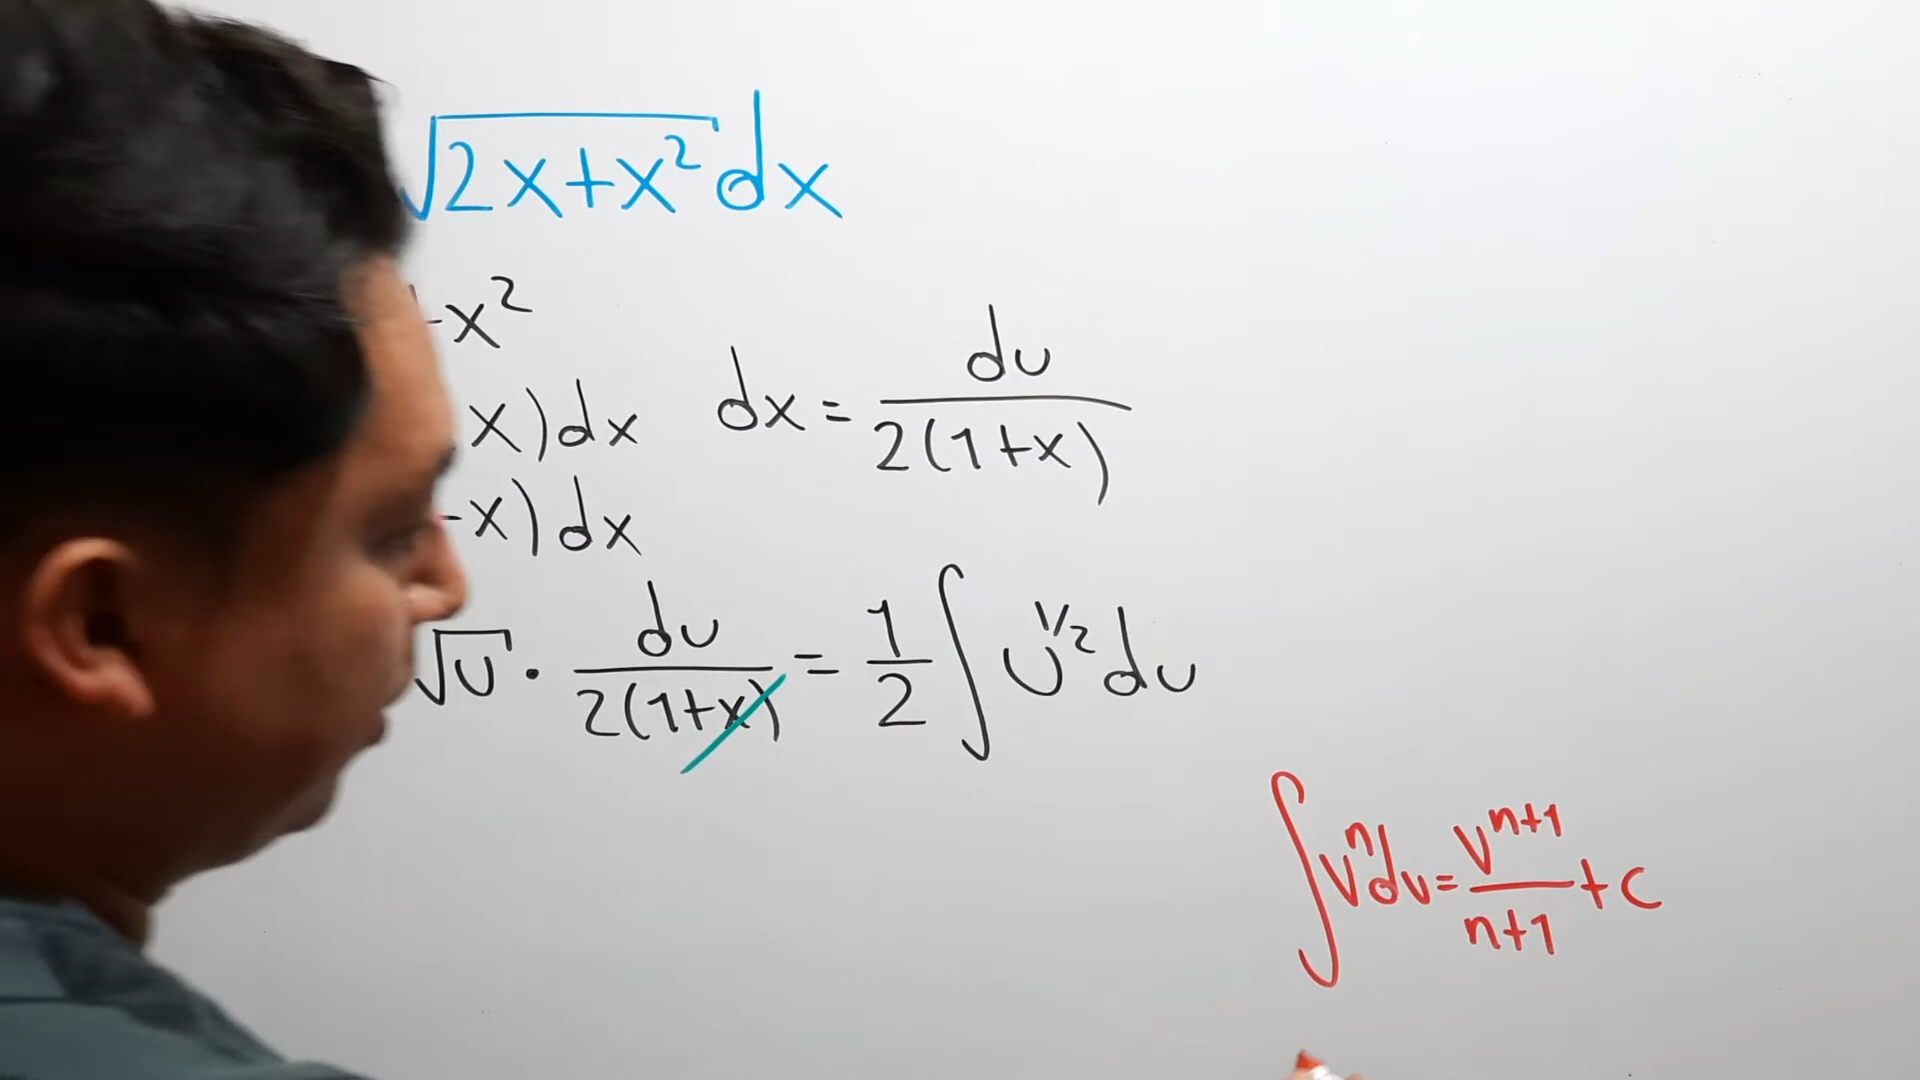 √2x+x² dx
-x²
x)dx dx = du/2(1+x)
-x)dx
√u · du/2(1+x) = 1/2 ∫ u^1/2 du
∫ v^n dv = v^n+1/n+1 + c